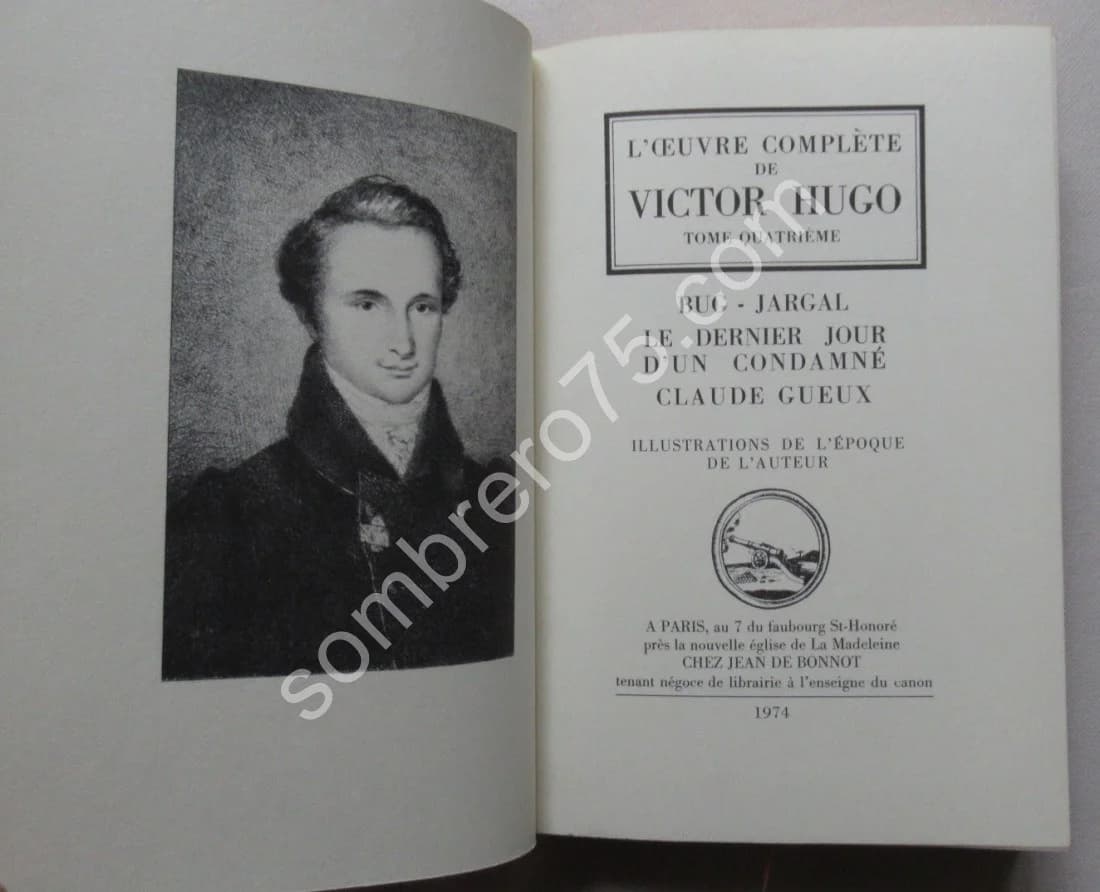 L'ŒUVRE COMPLÈTE
DE
VICTOR HUGO
TOME QUATRIÈME
BUG - JARGAL
LE DERNIER JOUR
D'UN CONDAMNÉ
CLAUDE GUEUX
ILLUSTRATIONS DE L'ÉPOQUE
DE L'AUTEUR
A PARIS, au 7 du faubourg St-Honoré
près la nouvelle église de La Madeleine
CHEZ JEAN DE BONNOT
tenant négoce de librairie à l'enseigne du canon
1974
sombrero75.com